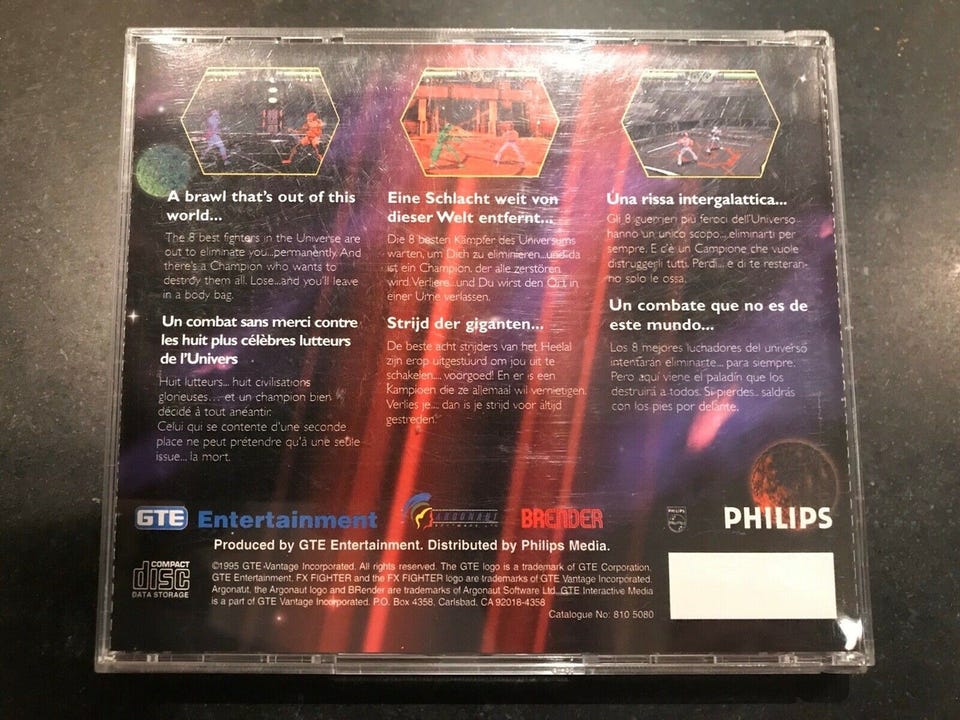 A brawl that's out of this
world...
The 8 best fighters in the Universe are
out to eliminate you...permanently. And
there's a Champion who wants to
destroy them all. Lose...and you'll leave
in a body bag.
Un combat sans merci contre
les huit plus célèbres lutteurs
de l'Univers
Huit lutteurs... huit civilisations
glorieuses... et un champion bien
décidé à tout anéantir.
Celui qui se contente d'une seconde
place ne peut prétendre qu'à une seule
issue... la mort.
Eine Schlacht weit von
dieser Welt entfernt...
Die 8 besten Kämpfer des Universums
warten, um Dich zu eliminieren...und da
ist ein Champion, der alle zerstören
wird. Verliere...und Du wirst den Ort in
einer Urne verlassen.
Strijd der giganten...
De beste acht strijders van het Heelal
zijn erop uitgestuurd om jou uit te
schakelen.... voorgoed! En er is een
Kampioen die ze allemaal wil vernietigen.
Verlies je.... dan is je strijd voor altijd
gestreden.
Una rissa intergalattica...
Gli 8 guerrieri più feroci dell'Universo
hanno un unico scopo... eliminarti per
sempre. E c'è un Campione che vuole
distruggerli tutti. Perdi... e di te resteran-
no solo le ossa.
Un combate que no es de
este mundo...
Los 8 mejores luchadores del universo
intentarán eliminarte... para siempre.
Pero aquí viene el paladín que los
destruirá a todos. Si pierdes.. saldrás
con los pies por delante.
GTE Entertainment
ARGONAUT
SOFTWARE LTD.
BRENDER
PHILIPS
PHILIPS
Produced by GTE Entertainment. Distributed by Philips Media.
COMPACT
disc
DATA STORAGE
©1995 GTE Vantage Incorporated. All rights reserved. The GTE logo is a trademark of GTE Corporation.
GTE Entertainment, FX FIGHTER and the FX FIGHTER logo are trademarks of GTE Vantage Incorporated.
Argonaut, the Argonaut logo and BRender are trademarks of Argonaut Software Ltd. GTE Interactive Media
is a part of GTE Vantage Incorporated. P.O. Box 4358, Carlsbad, CA 92018-4358
Catalogue No: 810 5080